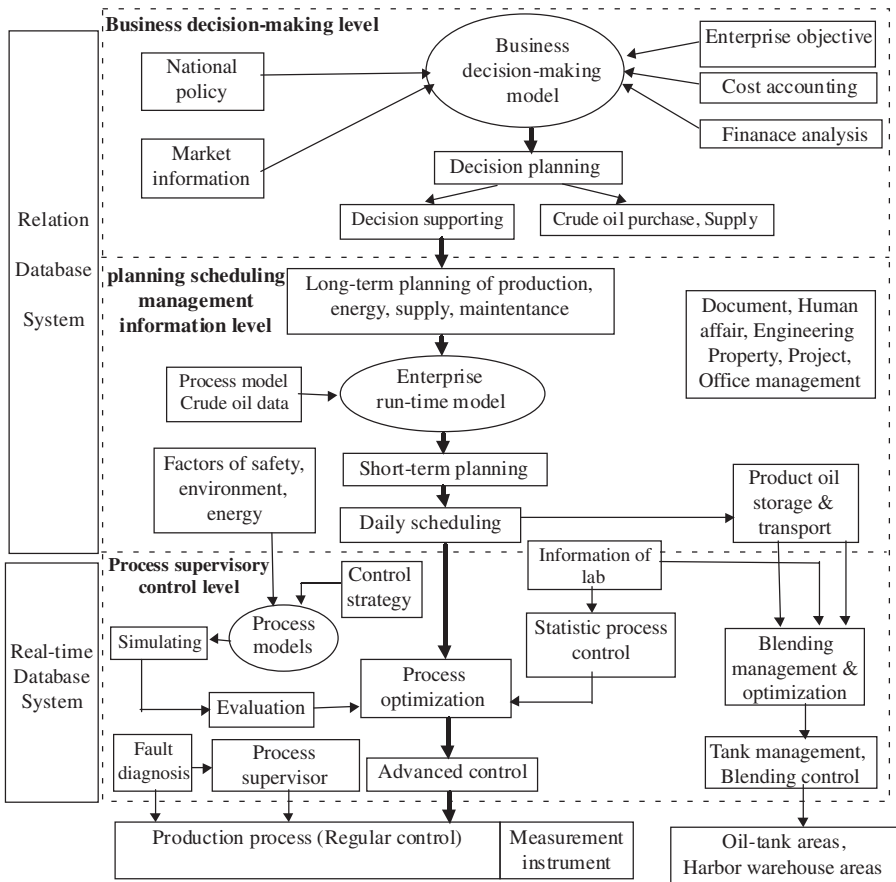 Business decision-making level
National
policy
Market
information
Business
decision-making
model
Enterprise objective
Cost accounting
Finanace analysis
Decision planning
Decision supporting
Crude oil purchase, Supply
Relation
Database
System
planning scheduling
management
information level
Long-term planning of production,
energy, supply, maintentance
Document, Human
affair, Engineering
Property, Project,
Office management
Process model
Crude oil data
Enterprise
run-time model
Short-term planning
Factors of safety,
environment,
energy
Daily scheduling
Product oil
storage &
transport
Real-time
Database
System
Process supervisory
control level
Control
strategy
Information of
lab
Process
models
Simulating
Statistic process
control
Evaluation
Process
optimization
Blending
management &
optimization
Fault
diagnosis
Process
supervisor
Advanced control
Tank management,
Blending control
Production process (Regular control)
Measurement
instrument
Oil-tank areas,
Harbor warehouse areas